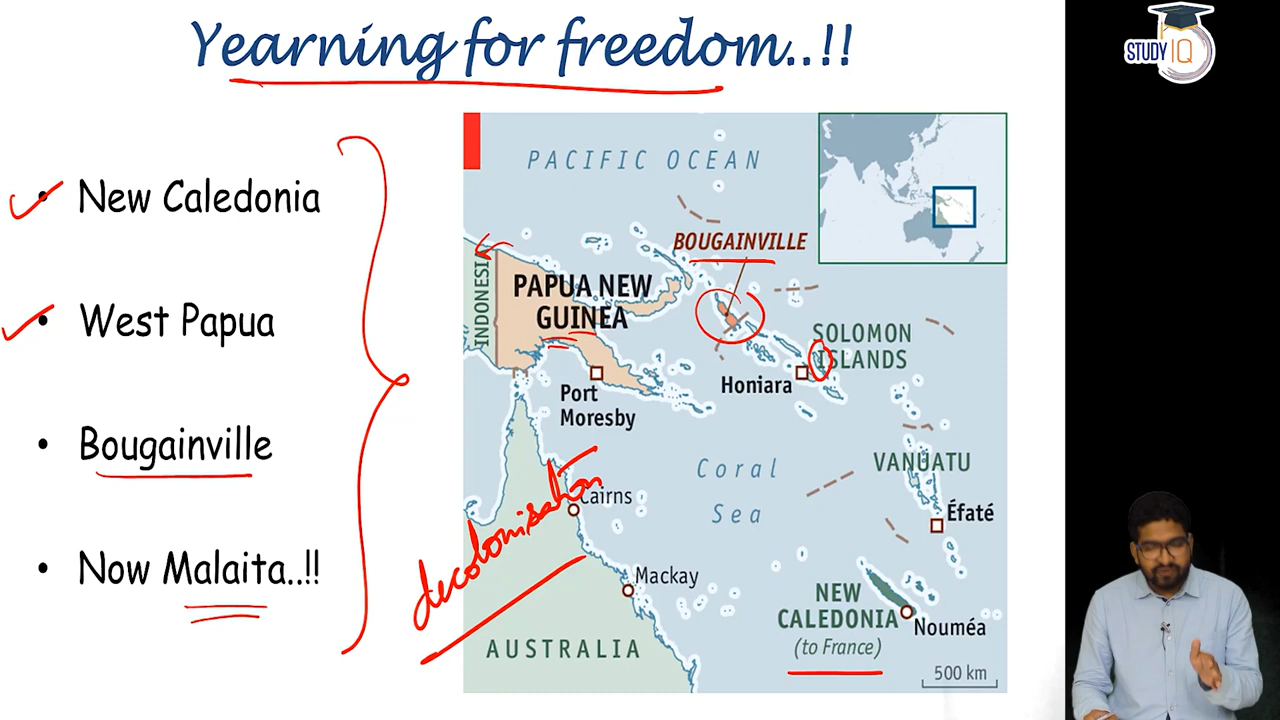 Yearning for freedom..!!
STUDY IQ
• New Caledonia
• West Papua
• Bougainville
• Now Malaita..!!
PACIFIC OCEAN
BOUGAINVILLE
INDONESIA
PAPUA NEW
GUINEA
SOLOMON
ISLANDS
Honiara
Port
Moresby
Coral
Sea
VANUATU
Éfaté
Cairns
decolonisation
Mackay
NEW
CALEDONIA
(to France)
Nouméa
AUSTRALIA
500 km